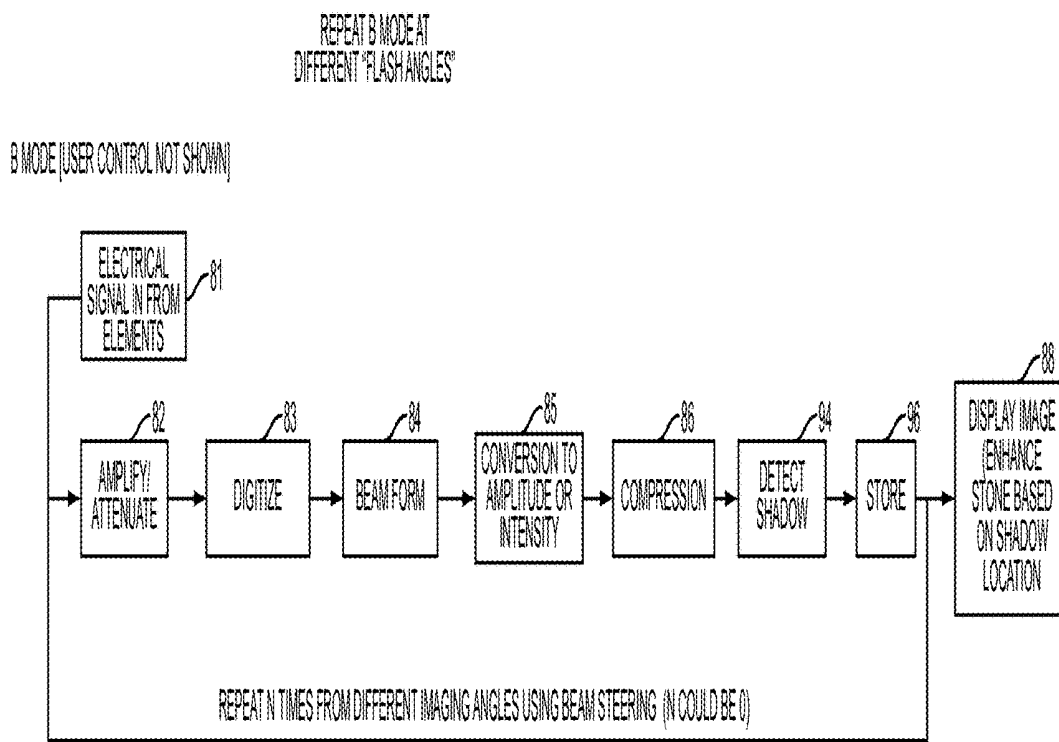 REPEAT B MODE AT
DIFFERENT "FLASH ANGLES"
B MODE [USER CONTROL NOT SHOWN]
ELECTRICAL
SIGNAL IN FROM
ELEMENTS
81
82
AMPLIFY/
ATTENUATE
83
DIGITIZE
84
BEAM FORM
85
CONVERSION TO
AMPLITUDE OR
INTENSITY
86
COMPRESSION
94
DETECT
SHADOW
96
STORE
88
DISPLAY IMAGE
(ENHANCE
STONE BASED
ON SHADOW
LOCATION
REPEAT N TIMES FROM DIFFERENT IMAGING ANGLES USING BEAM STEERING (N COULD BE 0)